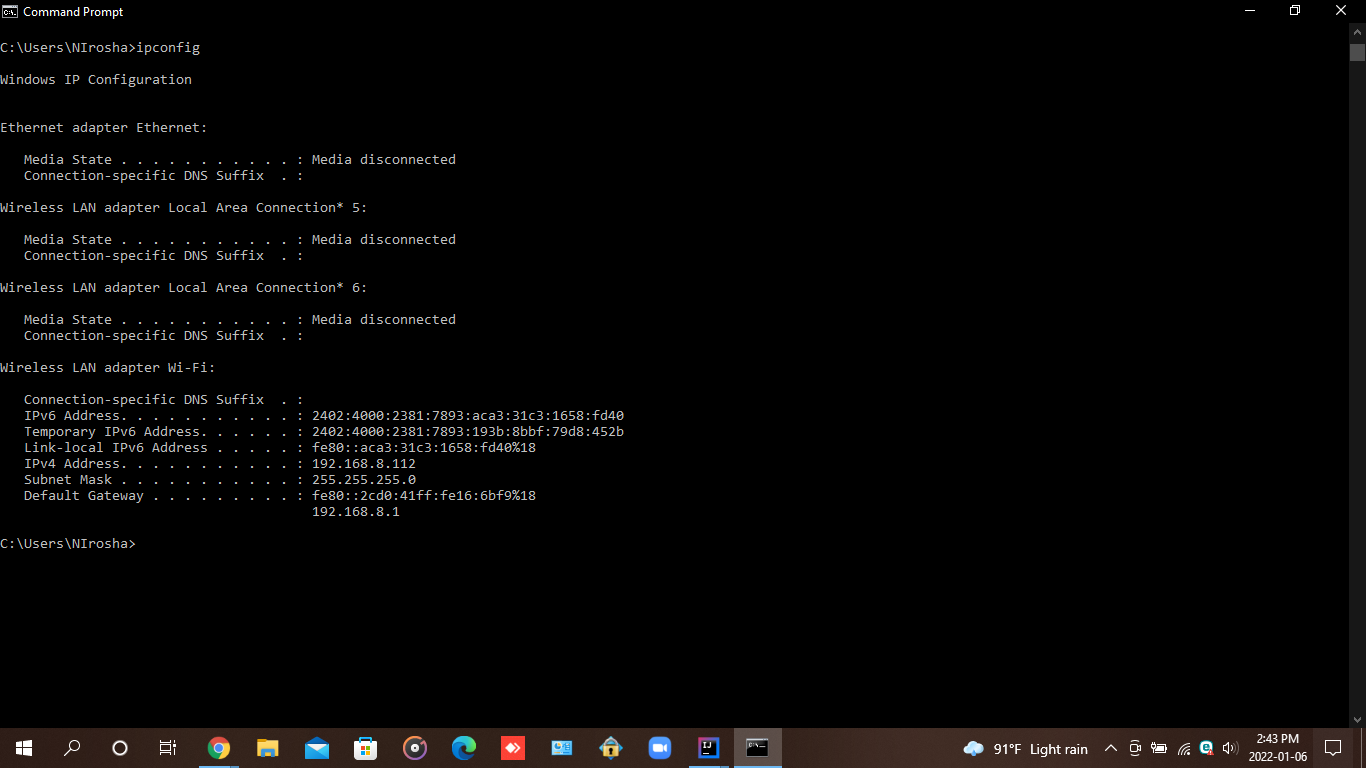 Command Prompt
C:\Users\NIrosha>ipconfig
Windows IP Configuration
Ethernet adapter Ethernet:
   Media State . . . . . . . . . . . : Media disconnected
   Connection-specific DNS Suffix  . :
Wireless LAN adapter Local Area Connection* 5:
   Media State . . . . . . . . . . . : Media disconnected
   Connection-specific DNS Suffix  . :
Wireless LAN adapter Local Area Connection* 6:
   Media State . . . . . . . . . . . : Media disconnected
   Connection-specific DNS Suffix  . :
Wireless LAN adapter Wi-Fi:
   Connection-specific DNS Suffix  . :
   IPv6 Address. . . . . . . . . . . : 2402:4000:2381:7893:aca3:31c3:1658:fd40
   Temporary IPv6 Address. . . . . . : 2402:4000:2381:7893:193b:8bbf:79d8:452b
   Link-local IPv6 Address . . . . . : fe80::aca3:31c3:1658:fd40%18
   IPv4 Address. . . . . . . . . . . : 192.168.8.112
   Subnet Mask . . . . . . . . . . . : 255.255.255.0
   Default Gateway . . . . . . . . . : fe80::2cd0:41ff:fe16:6bf9%18
                                       192.168.8.1
C:\Users\NIrosha>
91°F Light rain
2:43 PM
2022-01-06